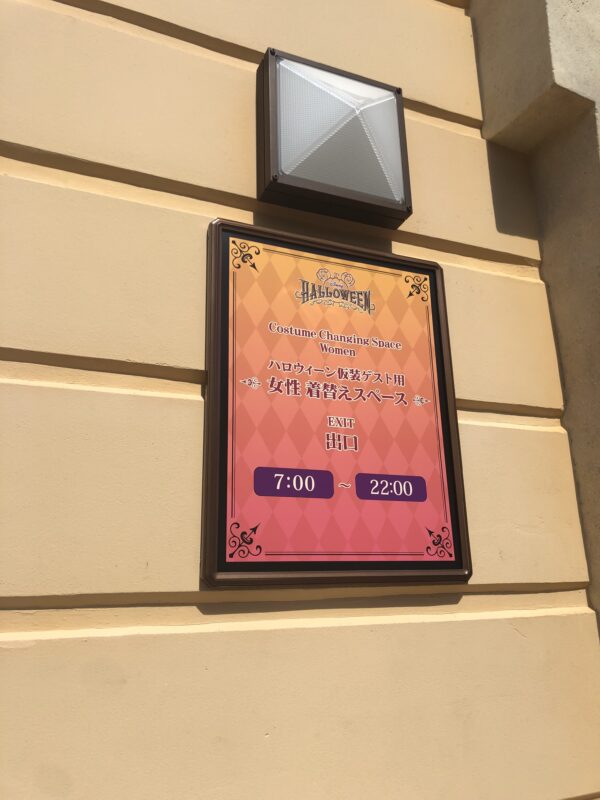 HALLOWEEN
Costume Changing Space
Women
ハロウィーン仮装ゲスト用
女性 着替えスペース
EXIT
出口
7:00 ～ 22:00